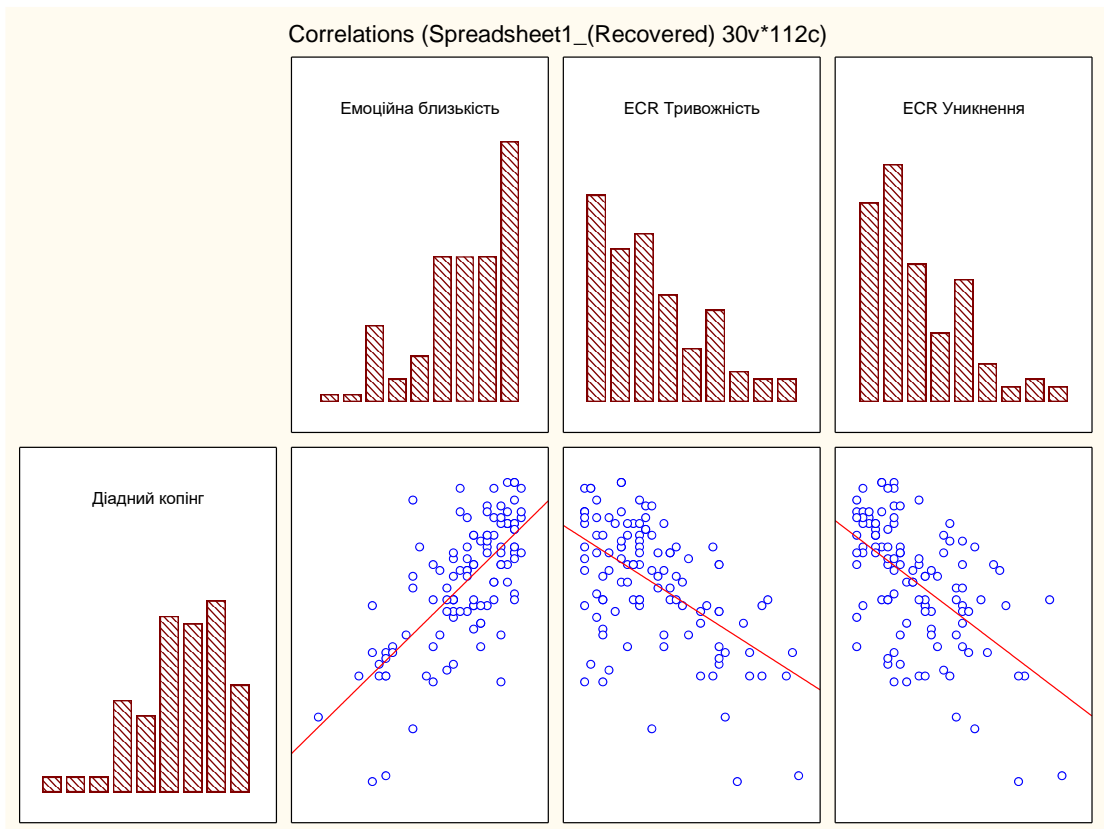 Correlations (Spreadsheet1_(Recovered) 30v*112c)
Емоційна близькість
ECR Тривожність
ECR Уникнення
Діадний копінг